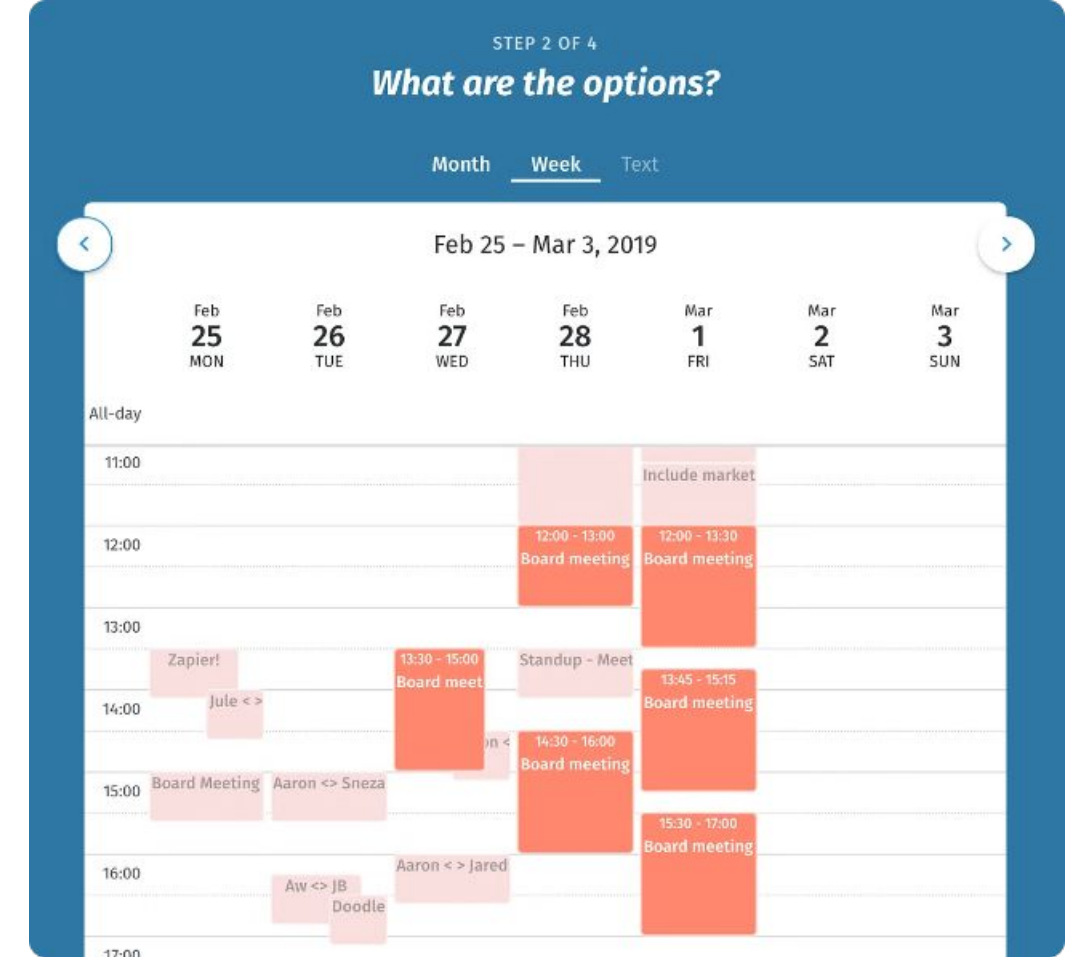 STEP 2 OF 4
What are the options?
Month Week Text
Feb 25 – Mar 3, 2019
Feb Feb Feb Feb Mar Mar Mar
25 26 27 28 1 2 3
MON TUE WED THU FRI SAT SUN
All-day
11:00
Include market
12:00 - 13:00 12:00 - 13:30
12:00
Board meeting Board meeting
13:00
Zapier! 13:30 - 15:00 Standup - Meet
Board meet 13:45 - 15:15
Jule < > Board meeting
14:00
on < 14:30 - 16:00
Board meeting
Board Meeting Aaron <> Sneza
15:00
15:30 - 17:00
Board meeting
Aaron < > Jared
16:00
Aw <> JB
Doodle
17:00